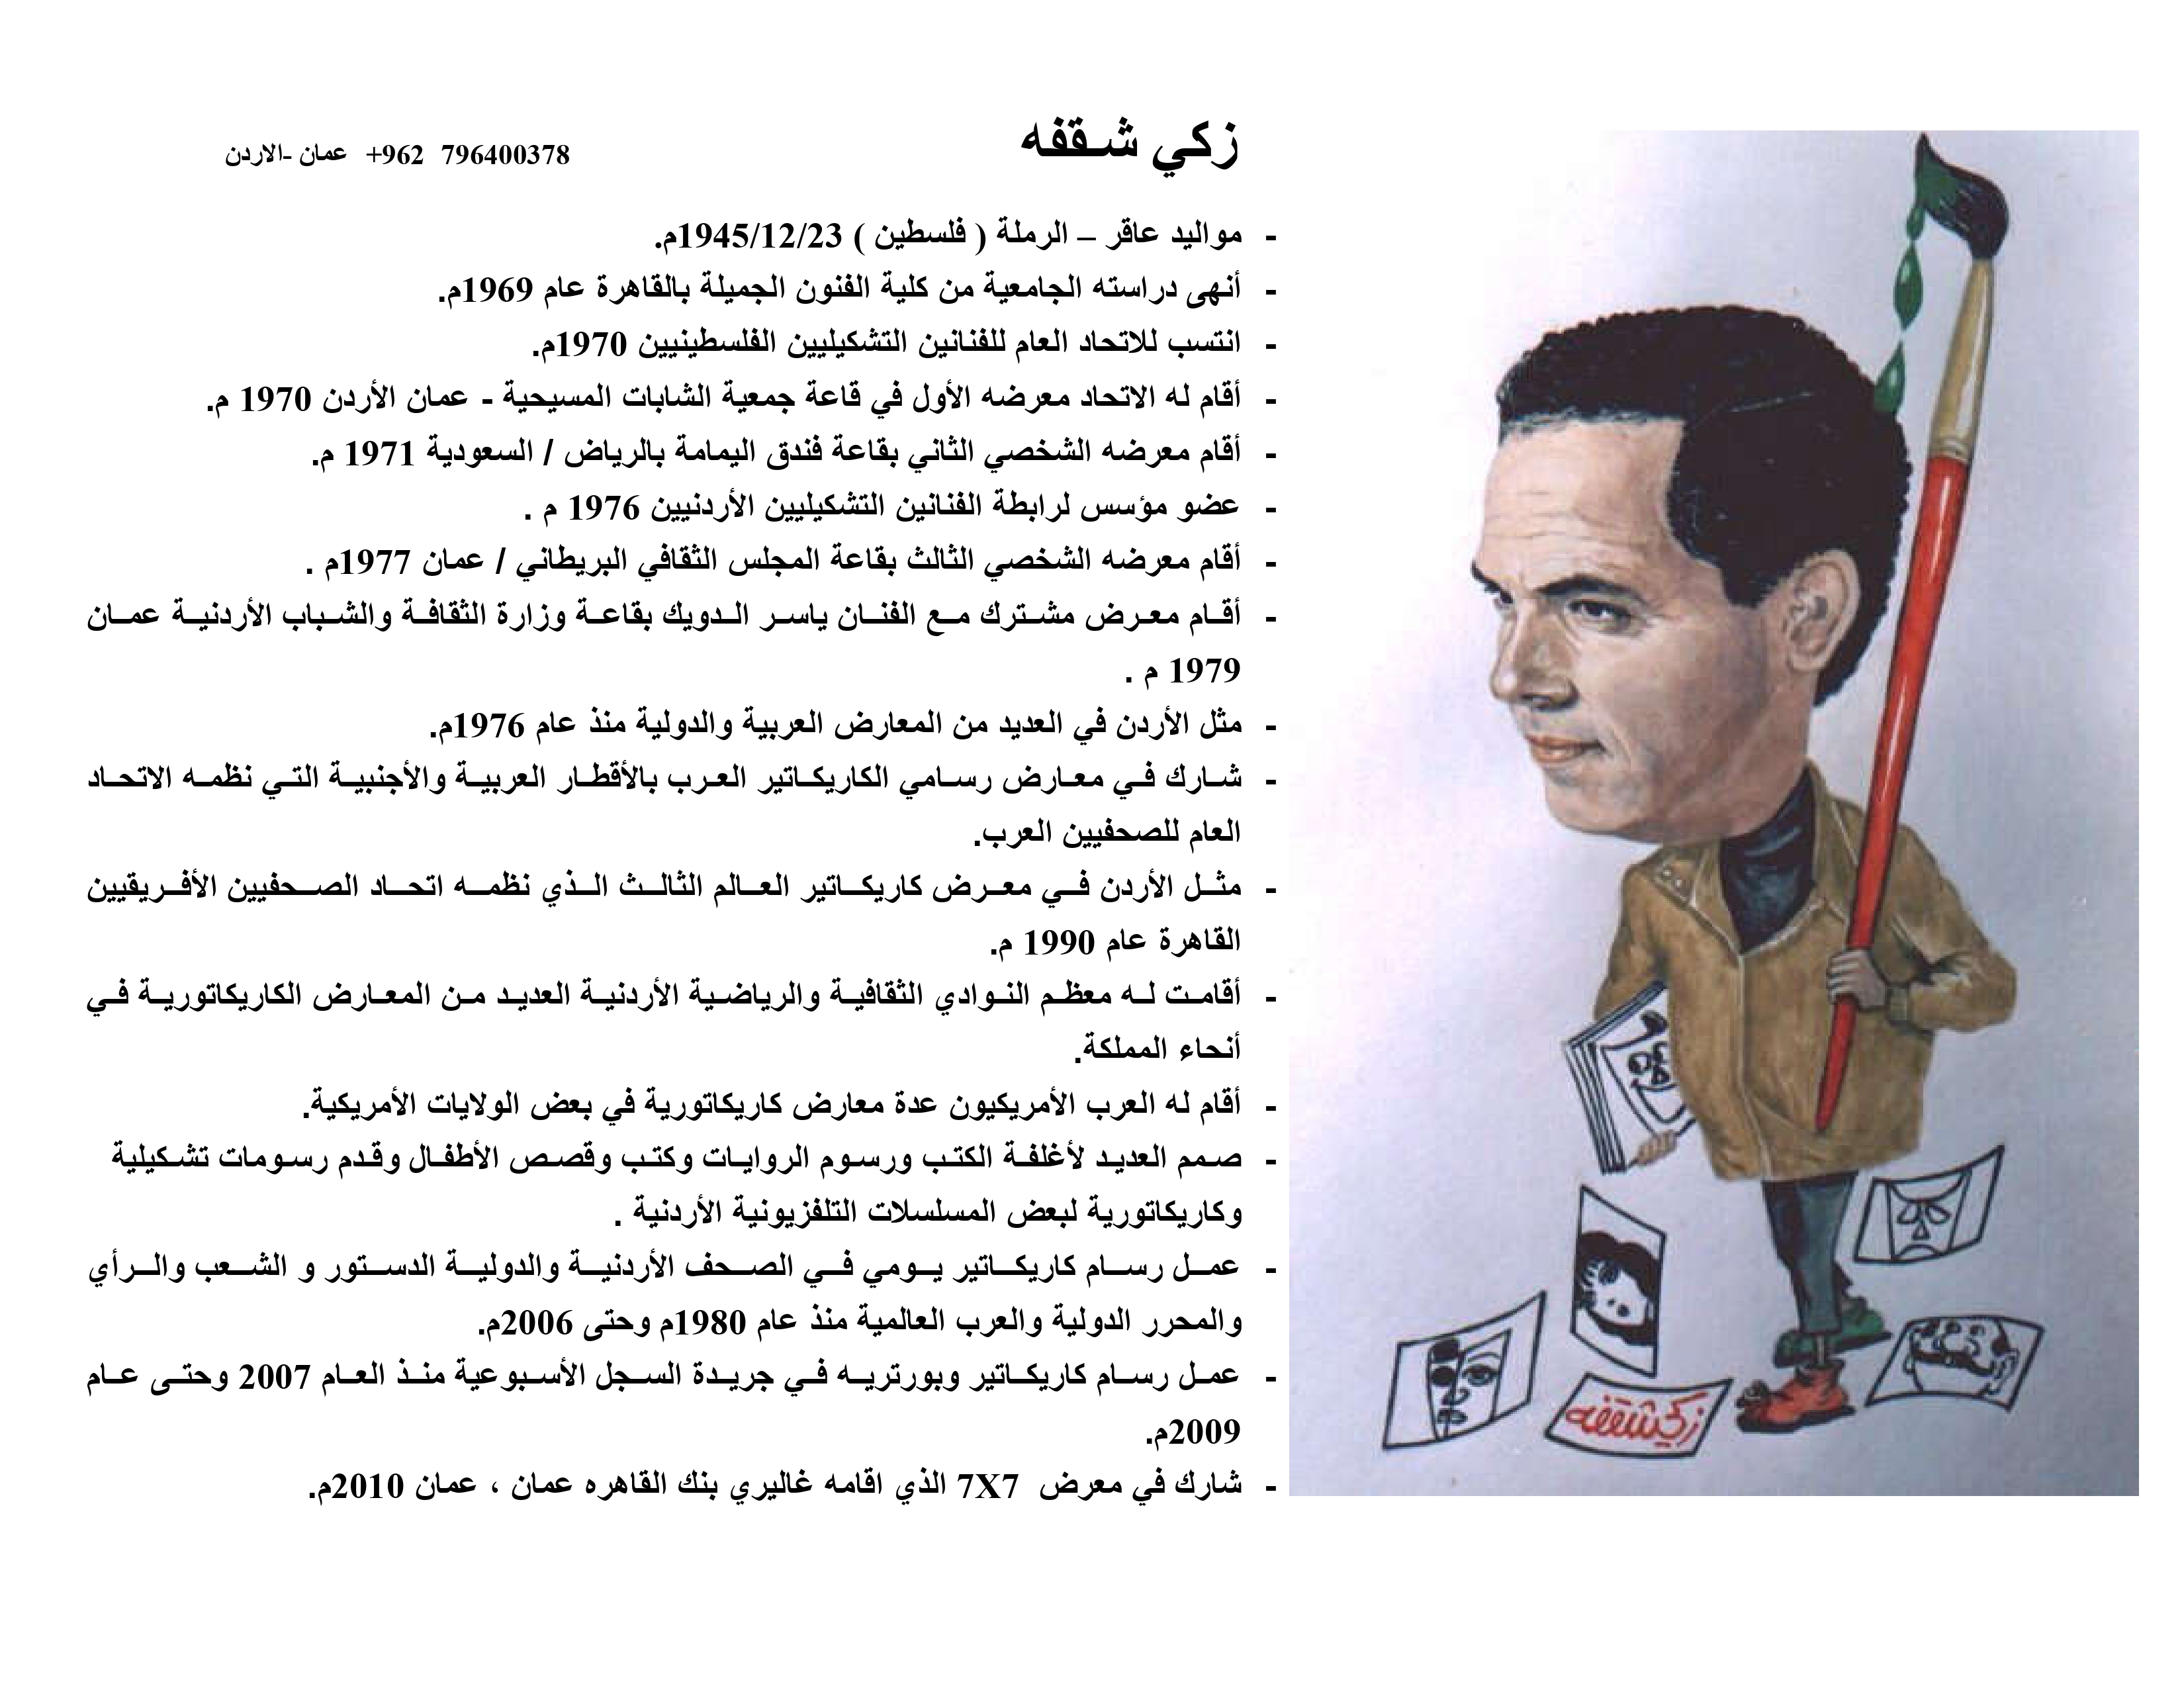 زكي شقفه
796400378 962+ عمان -الاردن
- مواليد عاقر – الرملة ( فلسطين ) 1945/12/23م.
- أنهى دراسته الجامعية من كلية الفنون الجميلة بالقاهرة عام 1969م.
- انتسب للاتحاد العام للفنانين التشكيليين الفلسطينيين 1970م.
- أقام له الاتحاد معرضه الأول في قاعة جمعية الشابات المسيحية - عمان الأردن 1970 م.
- أقام معرضه الشخصي الثاني بقاعة فندق اليمامة بالرياض / السعودية 1971 م.
- عضو مؤسس لرابطة الفنانين التشكيليين الأردنيين 1976 م .
- أقام معرضه الشخصي الثالث بقاعة المجلس الثقافي البريطاني / عمان 1977م .
- أقام معرض مشترك مع الفنان ياسر الدويك بقاعة وزارة الثقافة والشباب الأردنية عمان
1979 م .
- مثل الأردن في العديد من المعارض العربية والدولية منذ عام 1976م.
- شارك في معارض رسامي الكاريكاتير العرب بالأقطار العربية والأجنبية التي نظمه الاتحاد
العام للصحفيين العرب.
- مثل الأردن في معرض كاريكاتير العالم الثالث الذي نظمه اتحاد الصحفيين الأفريقيين
القاهرة عام 1990 م.
- أقامت له معظم النوادي الثقافية والرياضية الأردنية العديد من المعارض الكاريكاتورية في
أنحاء المملكة.
- أقام له العرب الأمريكيون عدة معارض كاريكاتورية في بعض الولايات الأمريكية.
- صمم العديد لأغلفة الكتب ورسوم الروايات وكتب وقصص الأطفال وقدم رسومات تشكيلية
وكاريكاتورية لبعض المسلسلات التلفزيونية الأردنية .
- عمل رسام كاريكاتير يومي في الصحف الأردنية والدولية الدستور و الشعب والرأي
والمحرر الدولية والعرب العالمية منذ عام 1980م وحتى 2006م.
- عمل رسام كاريكاتير وبورتريه في جريدة السجل الأسبوعية منذ العام 2007 وحتى عام
2009م.
- شارك في معرض 7X7 الذي اقامه غاليري بنك القاهره عمان ، عمان 2010م.
زكي شقفه